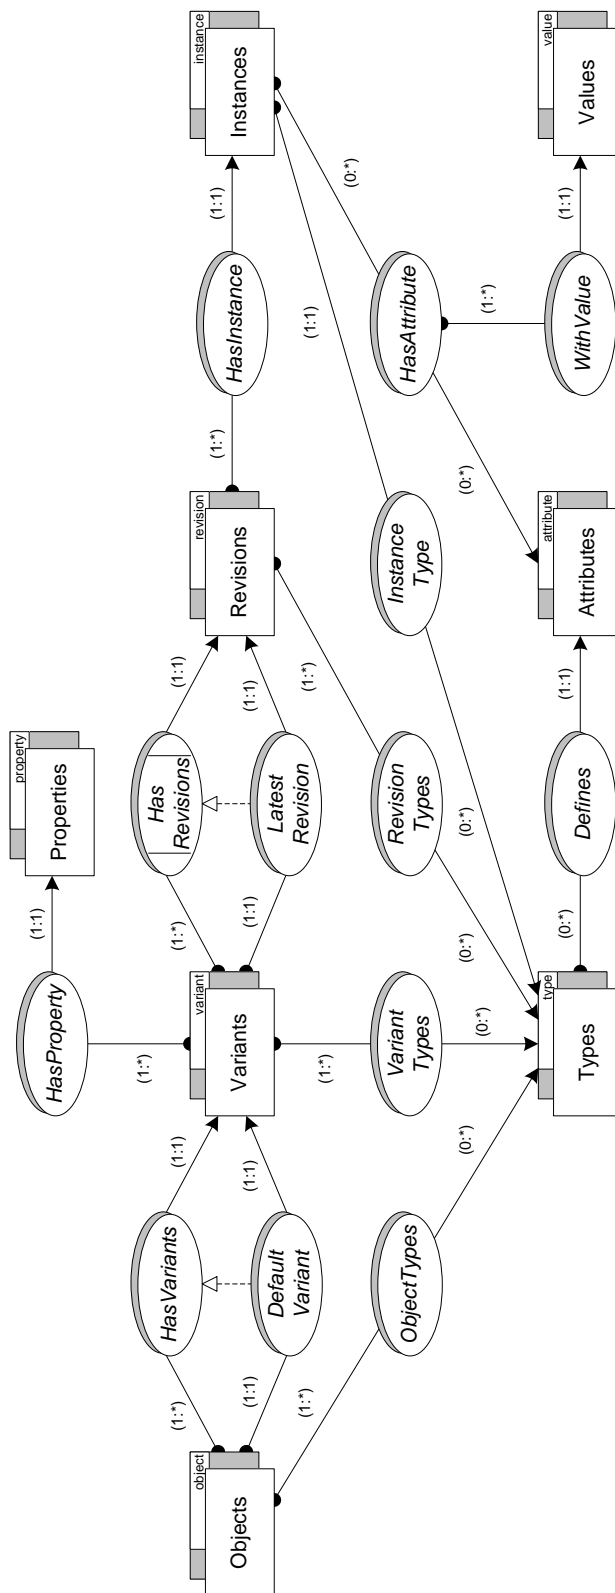 property
Properties
HasProperty
(1:1)
(1:*)
object
Objects
HasVariants
(1:*)
(1:1)
Default
Variant
(1:1)
(1:1)
variant
Variants
Has
Revisions
(1:*)
(1:1)
Latest
Revision
(1:1)
(1:1)
revision
Revisions
HasInstance
(1:*)
(1:1)
instance
Instances
ObjectTypes
(1:*)
(0:*)
Variant
Types
(1:*)
(0:*)
Revision
Types
(1:*)
(0:*)
Instance
Type
(1:1)
(0:*)
HasAttribute
(0:*)
(0:*)
type
Types
Defines
(0:*)
(1:1)
attribute
Attributes
WithValue
(1:*)
(1:1)
value
Values